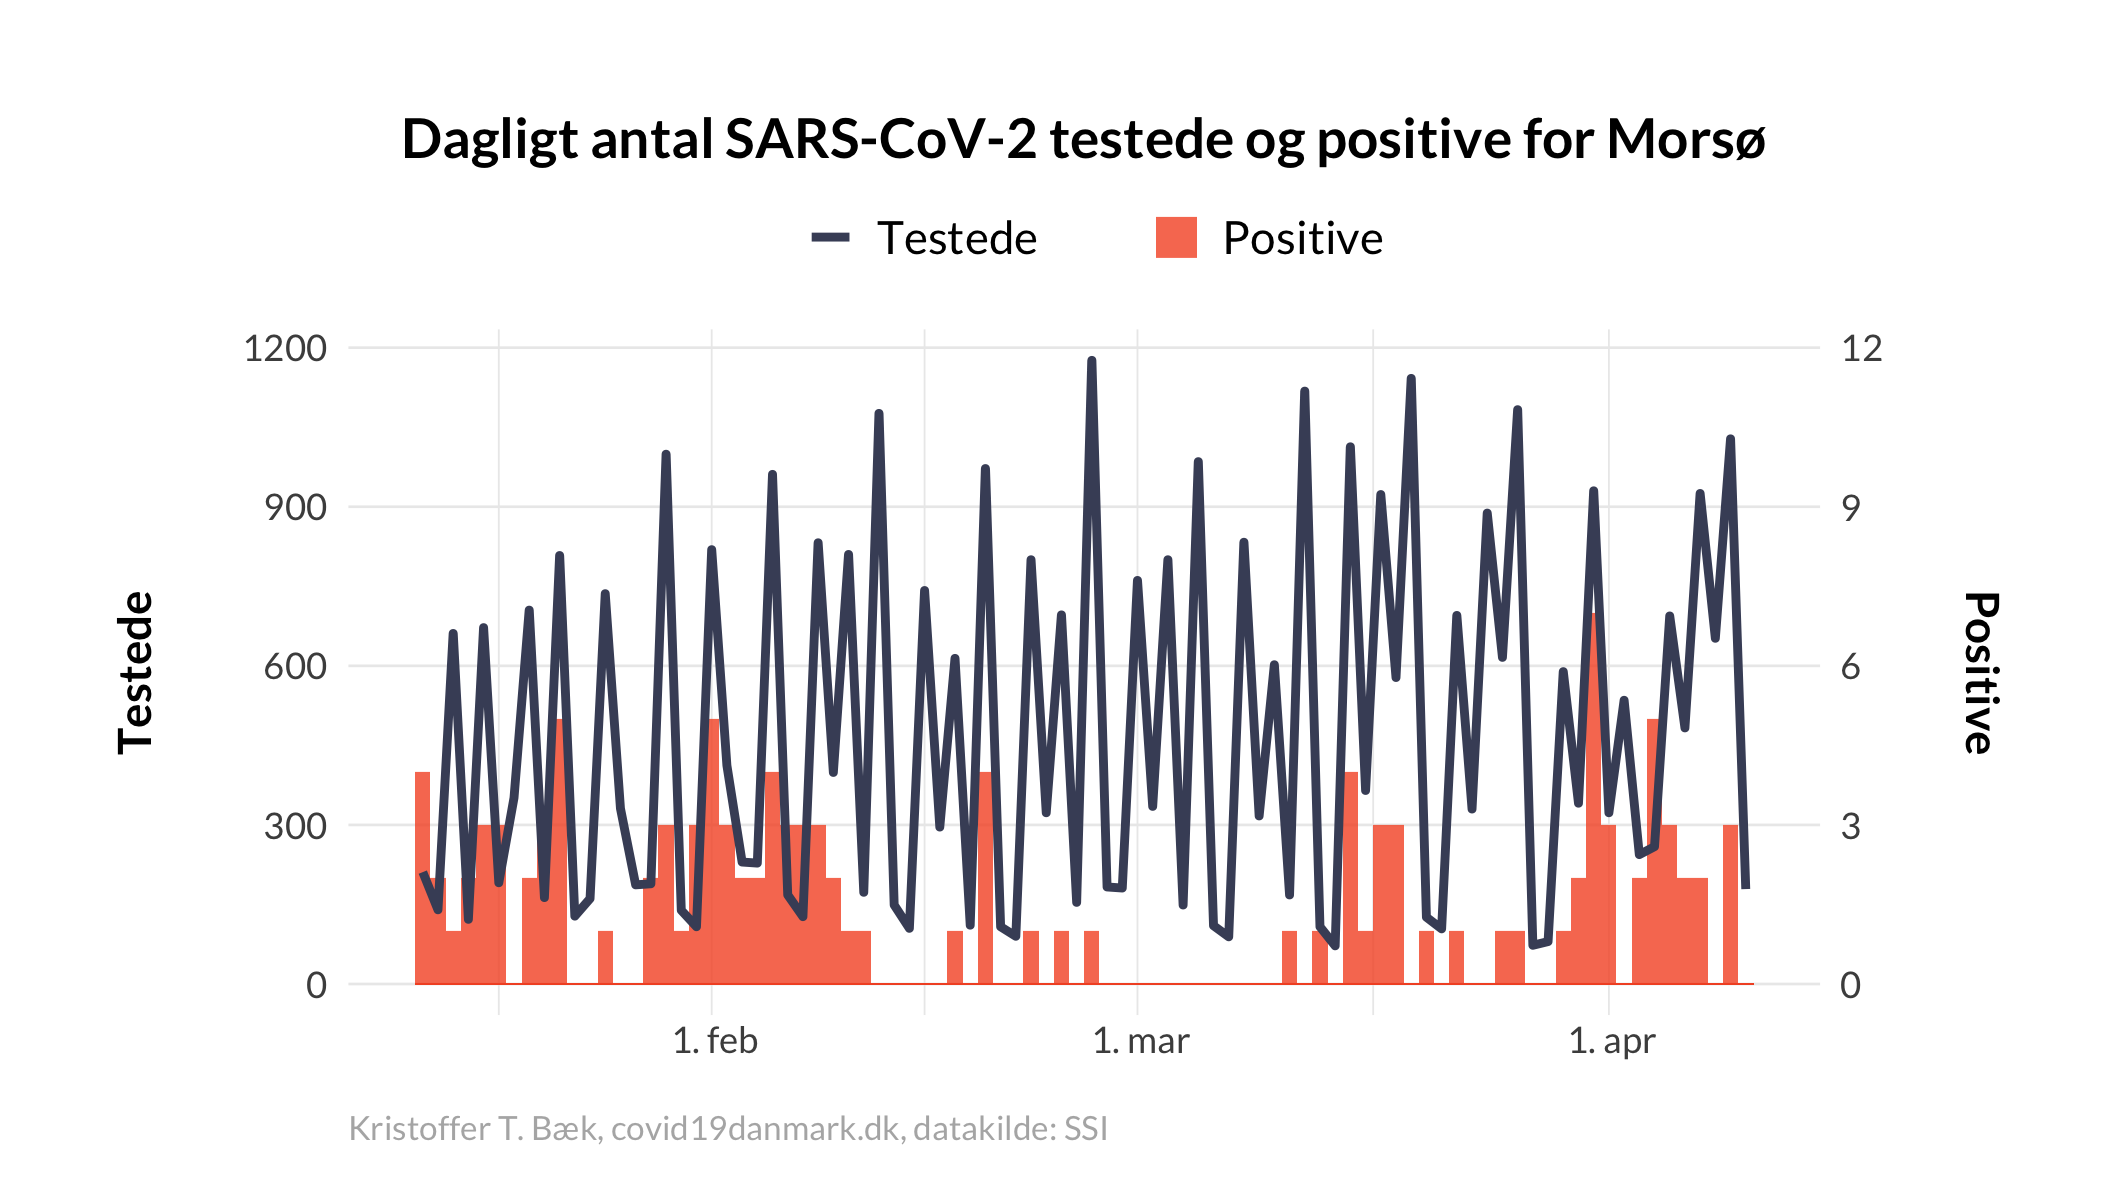 Dagligt antal SARS-CoV-2 testede og positive for Morsø
Testede
Positive
1200
900
600
300
0
Testede
12
9
6
3
0
Positive
1. feb
1. mar
1. apr
Kristoffer T. Bæk, covid19danmark.dk, datakilde: SSI